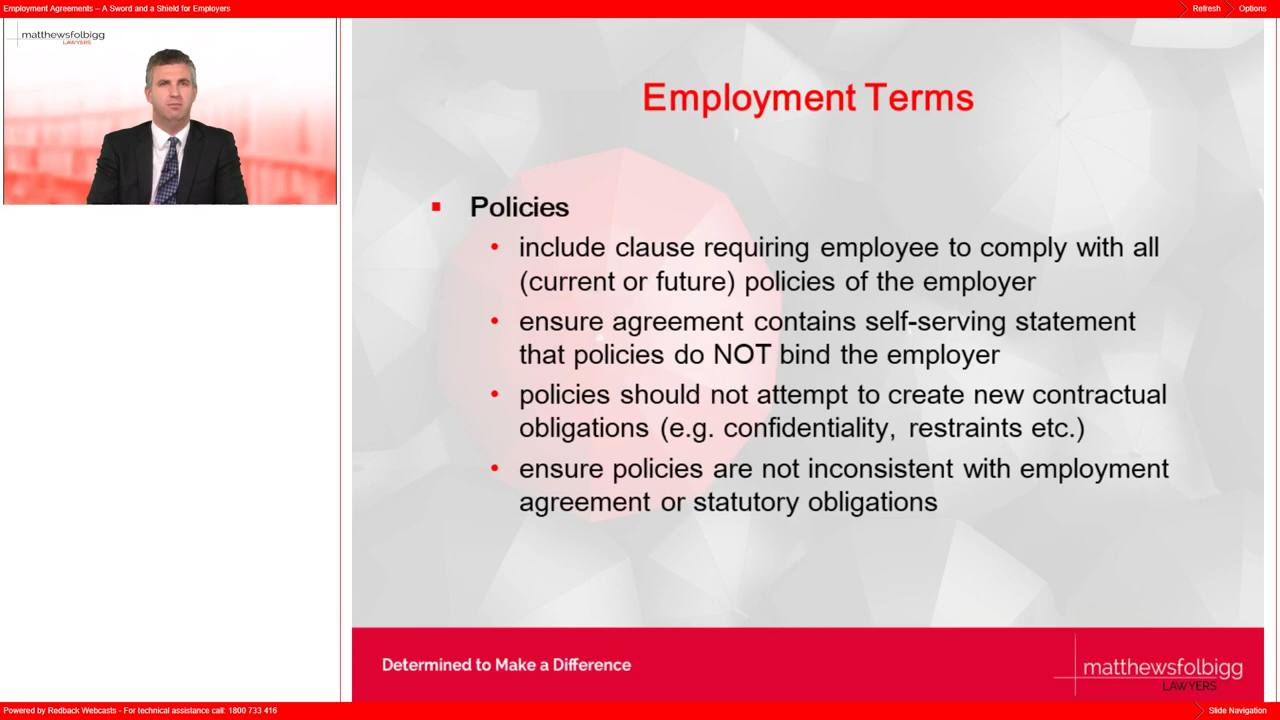 Employment Agreements – A Sword and a Shield for Employers
Refresh
Options
matthewsfolbigg
LAWYERS
Employment Terms
Policies
include clause requiring employee to comply with all
(current or future) policies of the employer
ensure agreement contains self-serving statement
that policies do NOT bind the employer
policies should not attempt to create new contractual
obligations (e.g. confidentiality, restraints etc.)
ensure policies are not inconsistent with employment
agreement or statutory obligations
Determined to Make a Difference
matthewsfolbigg
LAWYERS
Powered by Redback Webcasts - For technical assistance call: 1800 733 416
Slide Navigation